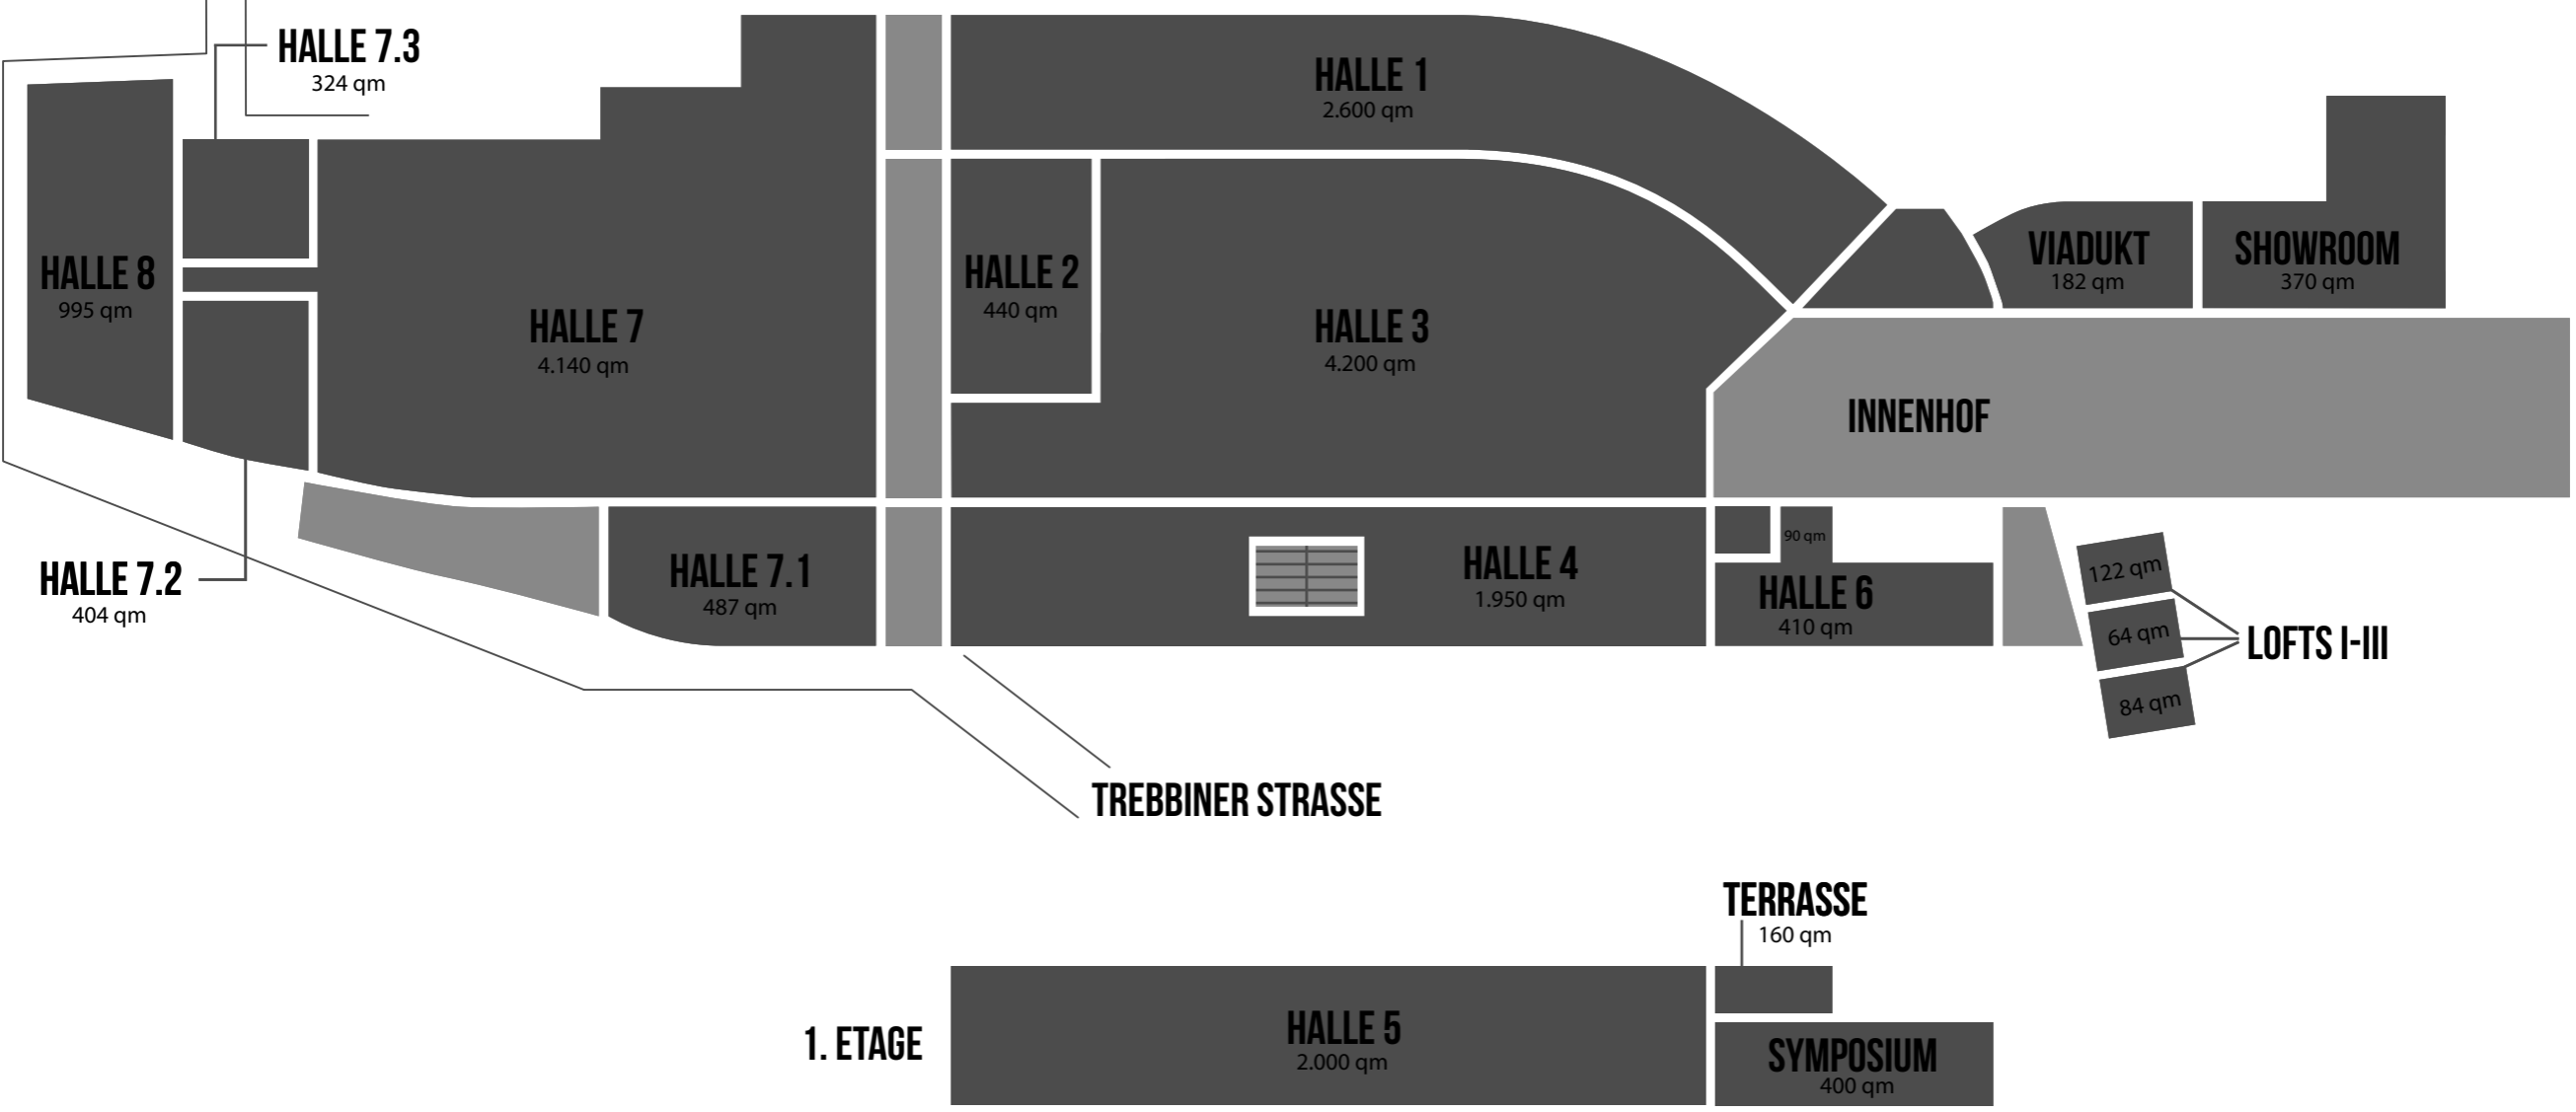 HALLE 7.3
324 qm
HALLE 1
2.600 qm
HALLE 8
995 qm
HALLE 7
4.140 qm
HALLE 2
440 qm
HALLE 3
4.200 qm
VIADUKT
182 qm
SHOWROOM
370 qm
INNENHOF
HALLE 7.2
404 qm
HALLE 7.1
487 qm
HALLE 4
1.950 qm
90 qm
HALLE 6
410 qm
122 qm
64 qm
84 qm
LOFTS I-III
TREBBINER STRASSE
TERRASSE
160 qm
1. ETAGE
HALLE 5
2.000 qm
SYMPOSIUM
400 qm